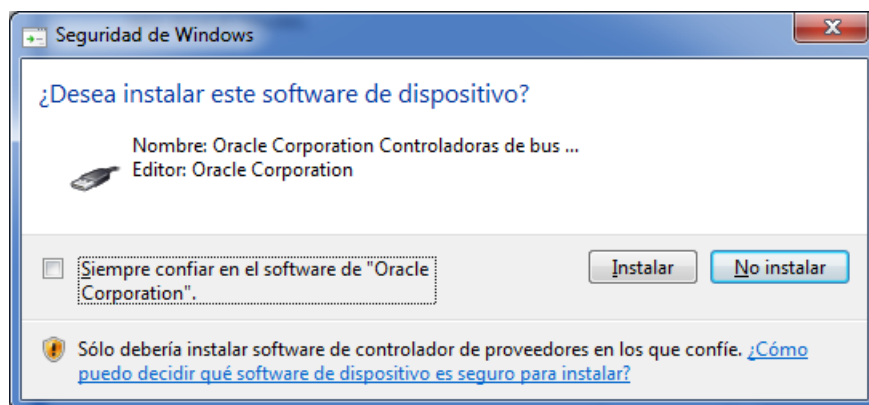 Seguridad de Windows
¿Desea instalar este software de dispositivo?
Nombre: Oracle Corporation Controladoras de bus ...
Editor: Oracle Corporation
Siempre confiar en el software de "Oracle
Corporation".
Instalar
No instalar
Sólo debería instalar software de controlador de proveedores en los que confíe. ¿Cómo
puedo decidir qué software de dispositivo es seguro para instalar?